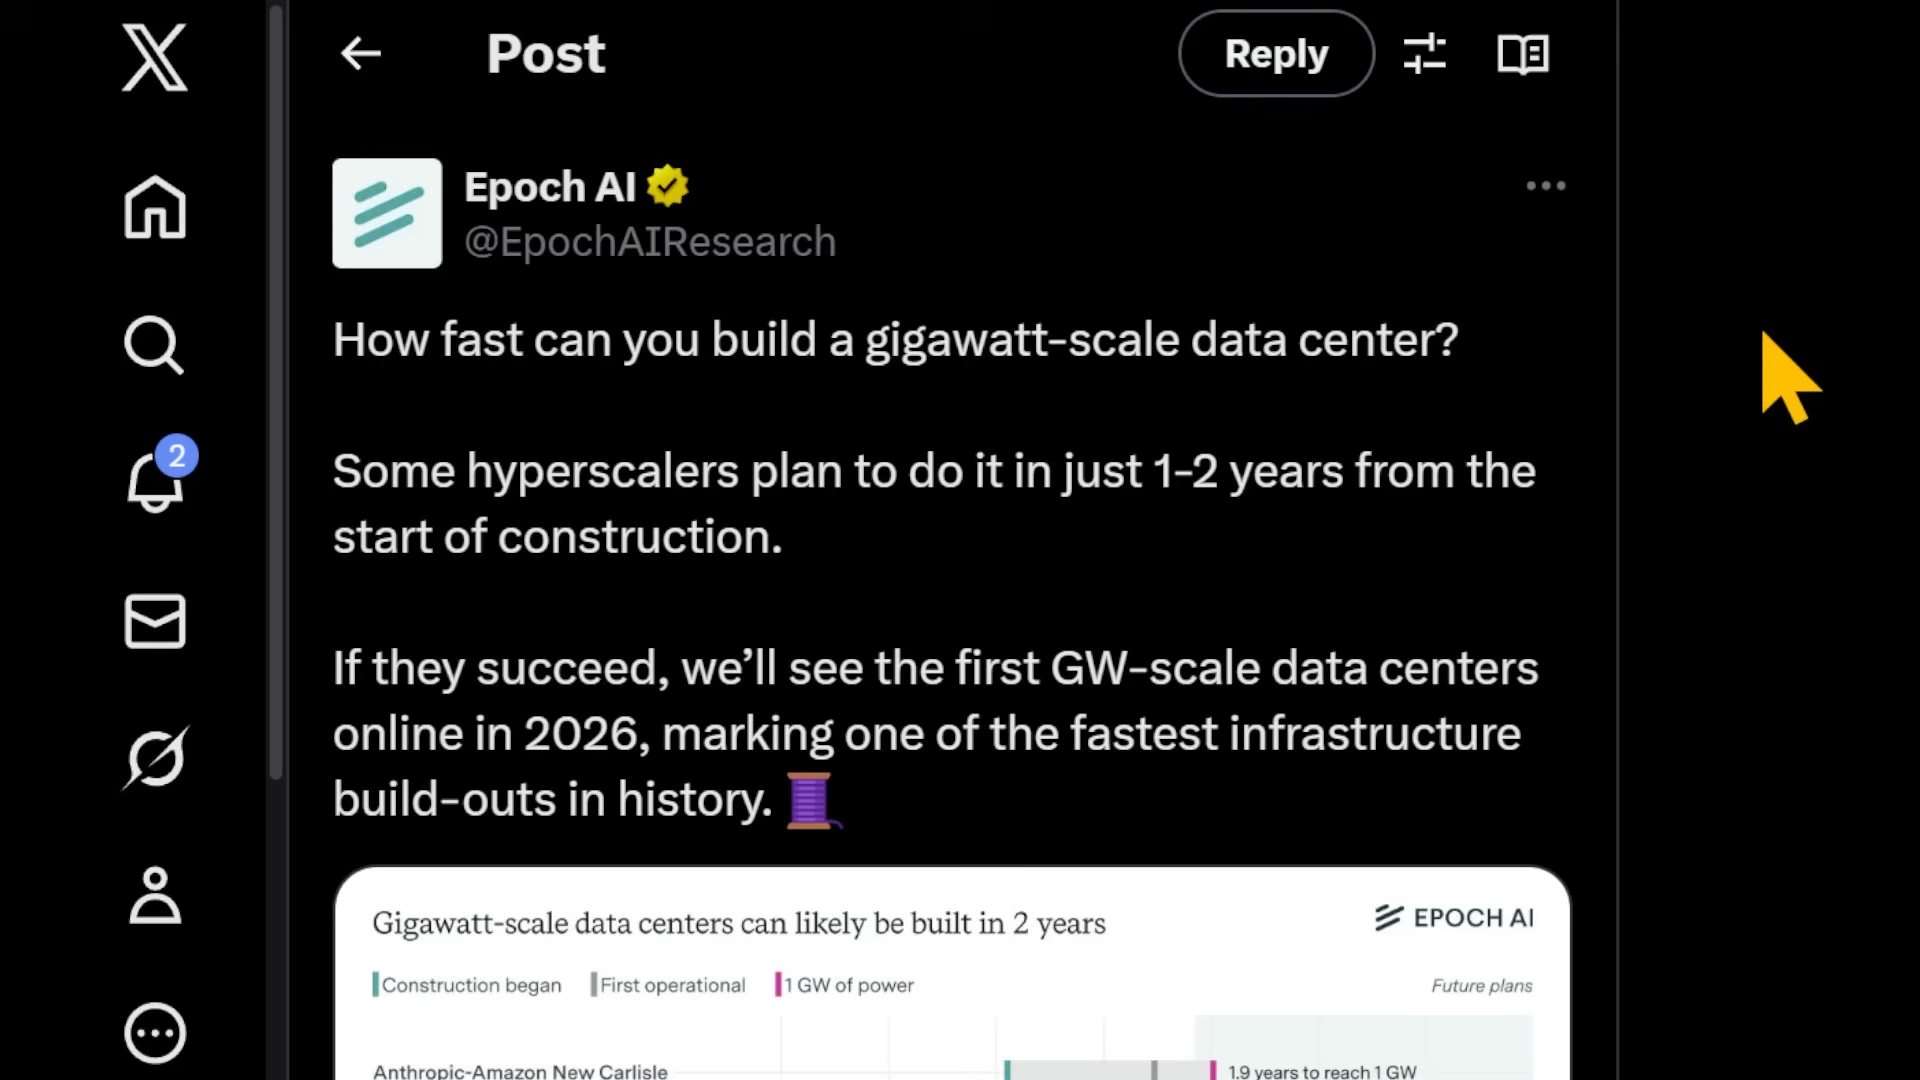 Post
Reply
Epoch AI
@EpochAIResearch
2
How fast can you build a gigawatt-scale data center?
Some hyperscalers plan to do it in just 1-2 years from the
start of construction.
If they succeed, we’ll see the first GW-scale data centers
online in 2026, marking one of the fastest infrastructure
build-outs in history.
Gigawatt-scale data centers can likely be built in 2 years
EPOCH AI
Construction began
First operational
1 GW of power
Future plans
Anthropic-Amazon New Carlisle
1.9 years to reach 1 GW